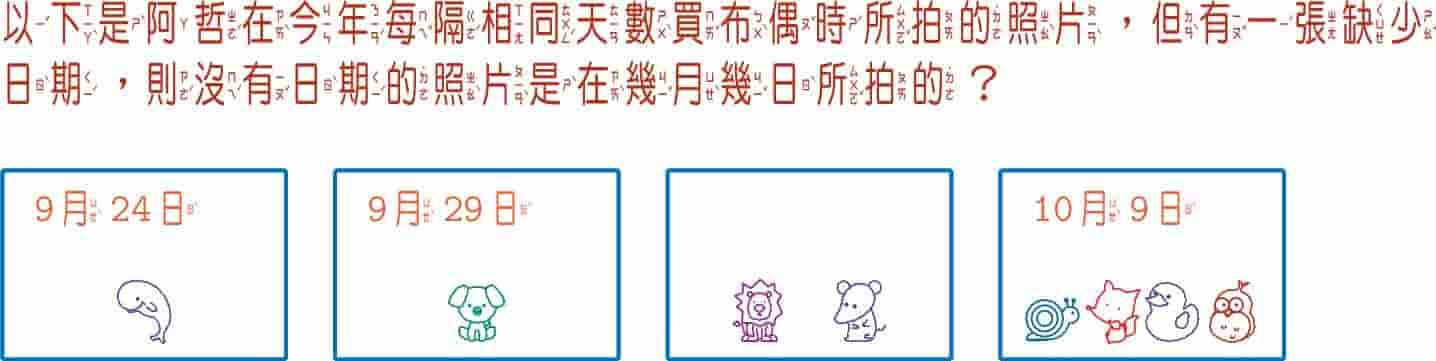 以下是阿哲在今年每隔相同天數買布偶時所拍的照片，但有一張缺少
日期，則沒有日期的照片是在幾月幾日所拍的？
9月24日
9月29日
10月9日